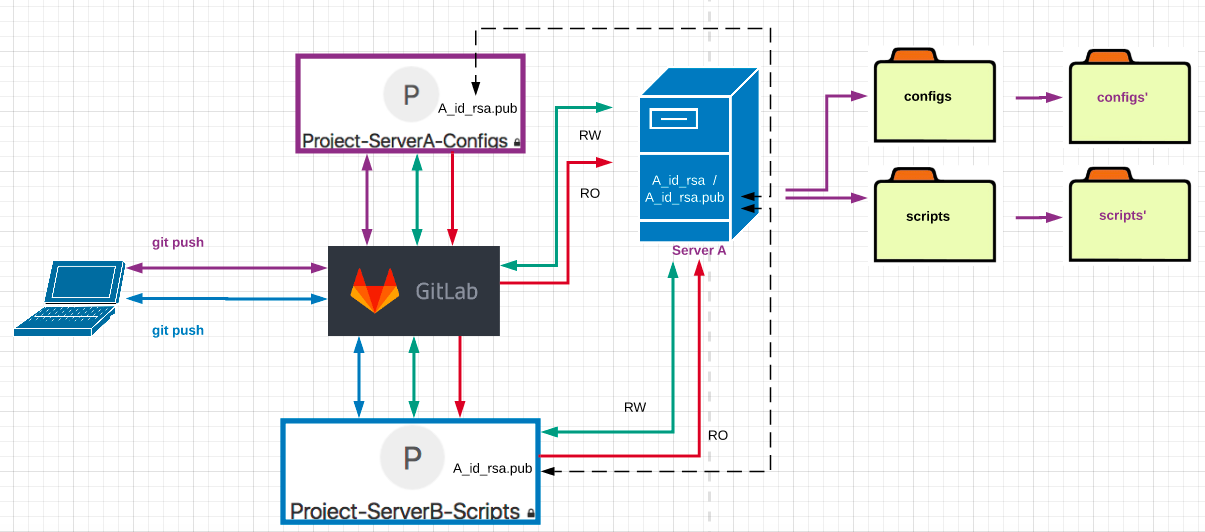 P
A_id_rsa.pub
Project-ServerA-Configs
RW
RO
A_id_rsa /
A_id_rsa.pub
Server A
configs
configs'
scripts
scripts'
git push
GitLab
git push
RW
RO
P
A_id_rsa.pub
Project-ServerB-Scripts